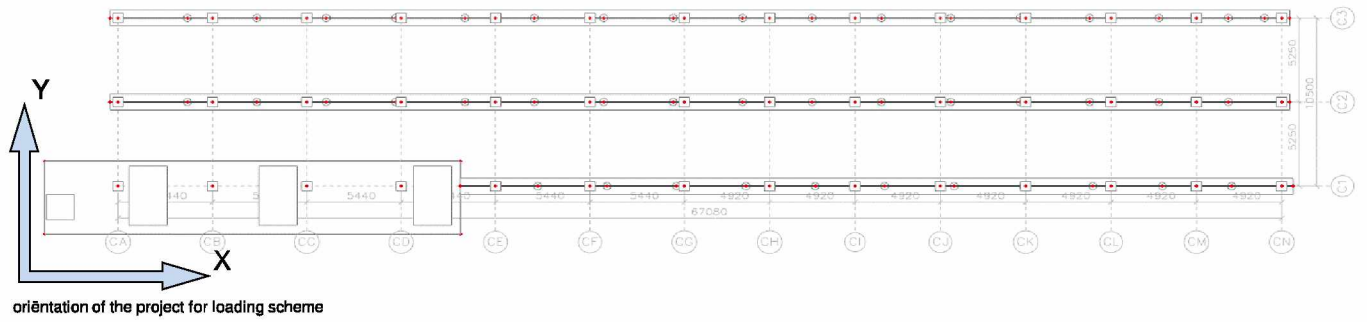 C3
5250
Y
10500
C2
5250
5440
5440
5440
5440
4920
4920
4920
4920
4920
4920
4920
C1
67080
CA
CB
CC
CD
CE
CF
CG
CH
CI
CJ
CK
CL
CM
CN
X
oriëntation of the project for loading scheme